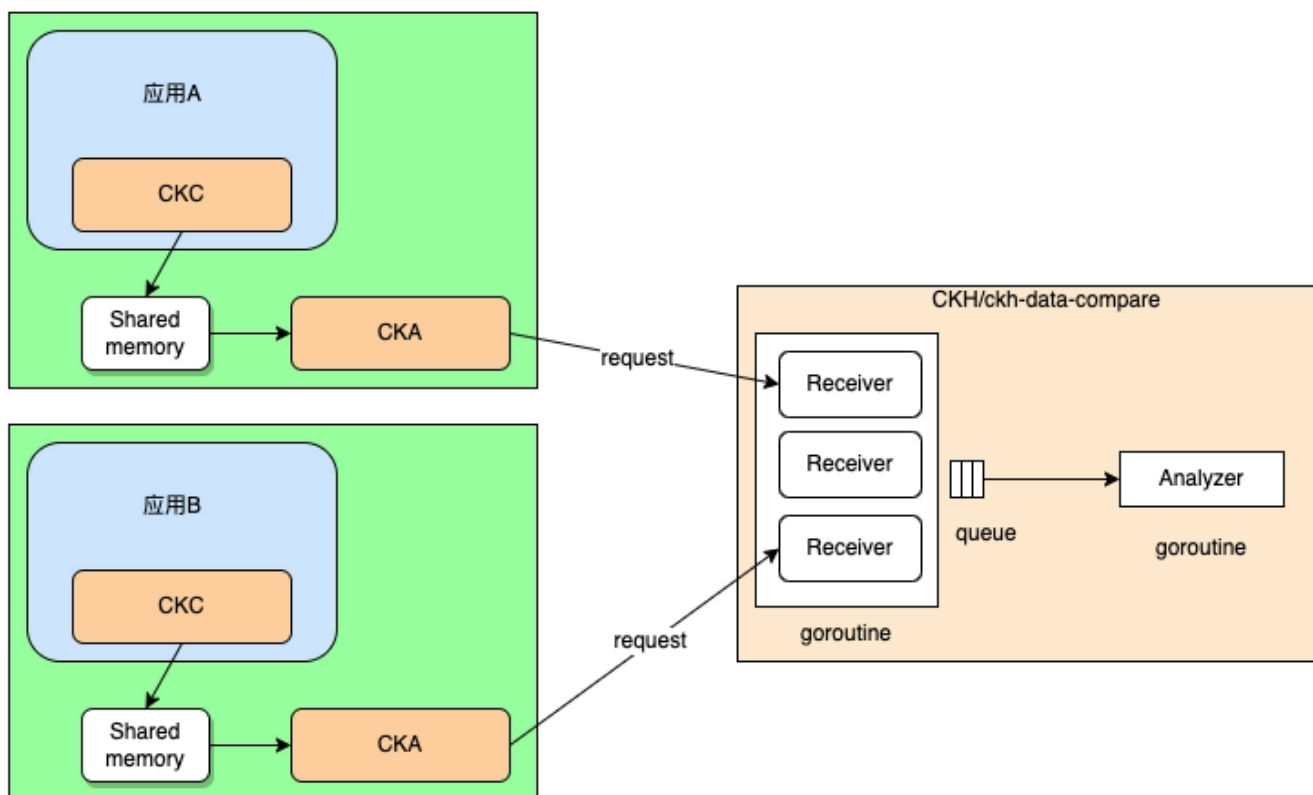 应用A
CKC
Shared
memory
CKA
request
应用B
CKC
Shared
memory
CKA
request
CKH/ckh-data-compare
Receiver
Receiver
Receiver
goroutine
queue
Analyzer
goroutine